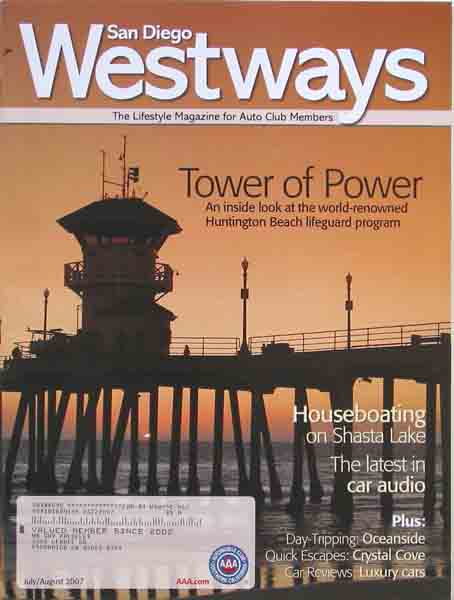 San Diego
Westways
The Lifestyle Magazine for Auto Club Members
Tower of Power
An inside look at the world-renowned
Huntington Beach lifeguard program
Houseboating
on Shasta Lake
The latest in
car audio
Plus:
Day-Tripping: Oceanside
Quick Escapes: Crystal Cove
Car Reviews: Luxury cars
VALUED MEMBER SINCE 2002
AAA
July/August 2007
AAA.com